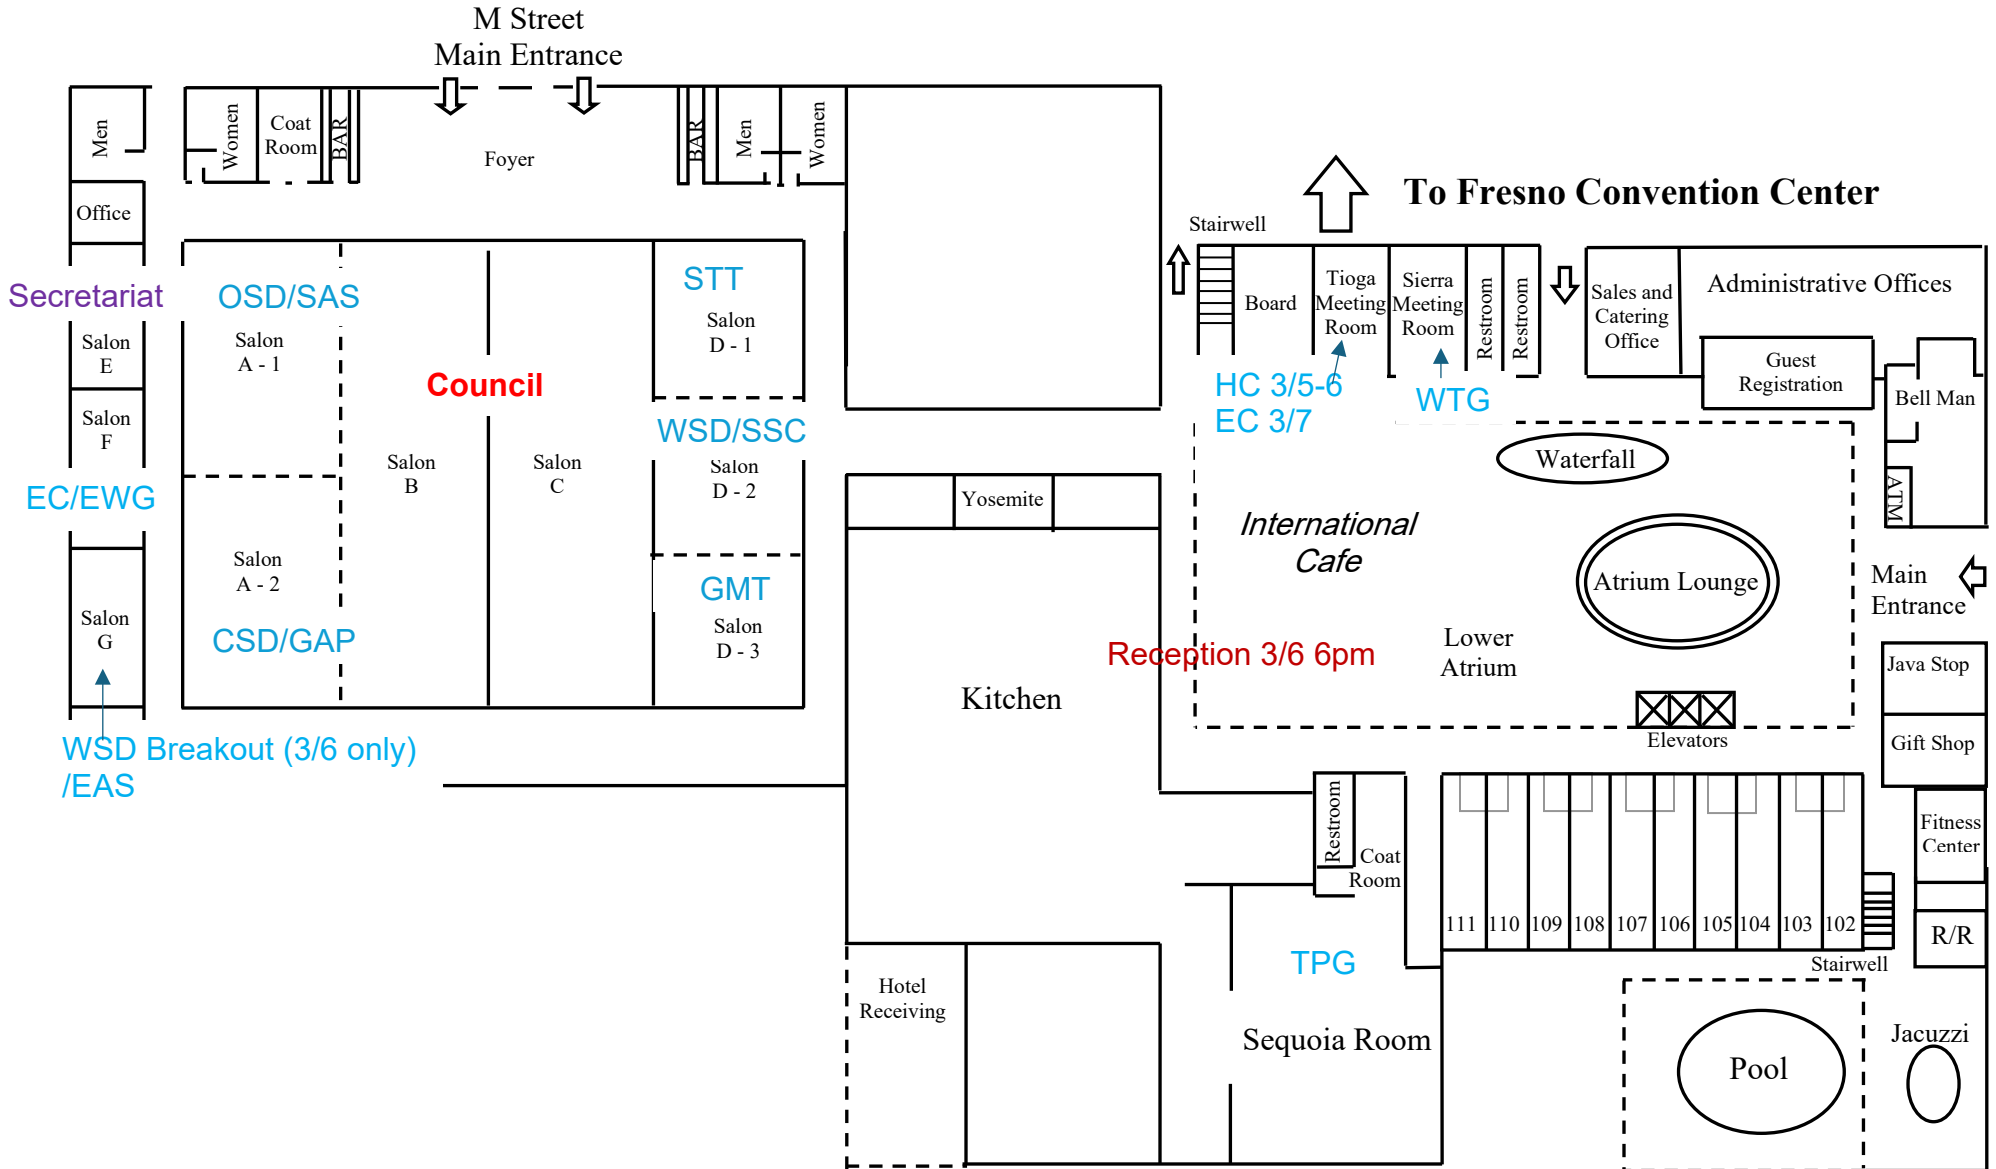 M Street
Main Entrance
Men
Women
Coat
Room
BAR
Foyer
BAR
Men
Women
To Fresno Convention Center
Office
Stairwell
Secretariat
OSD/SAS
Salon
A - 1
STT
Salon
D - 1
Board
Tioga
Meeting
Room
Sierra
Meeting
Room
Restroom
Restroom
Sales and
Catering
Office
Administrative Offices
Guest
Registration
Bell Man
Salon
E
Salon
F
Council
HC 3/5-6
EC 3/7
WTG
WSD/SSC
Salon
D - 2
Salon
B
Salon
C
Waterfall
ATM
EC/EWG
Yosemite
International
Cafe
Atrium Lounge
Main
Entrance
Salon
A - 2
GMT
Salon
D - 3
Salon
G
CSD/GAP
Reception 3/6 6pm
Lower
Atrium
Java Stop
Kitchen
Elevators
Gift Shop
WSD Breakout (3/6 only)
/EAS
Restroom
Coat
Room
Fitness
Center
111 110 109 108 107 106 105 104 103 102
R/R
TPG
Stairwell
Hotel
Receiving
Sequoia Room
Jacuzzi
Pool